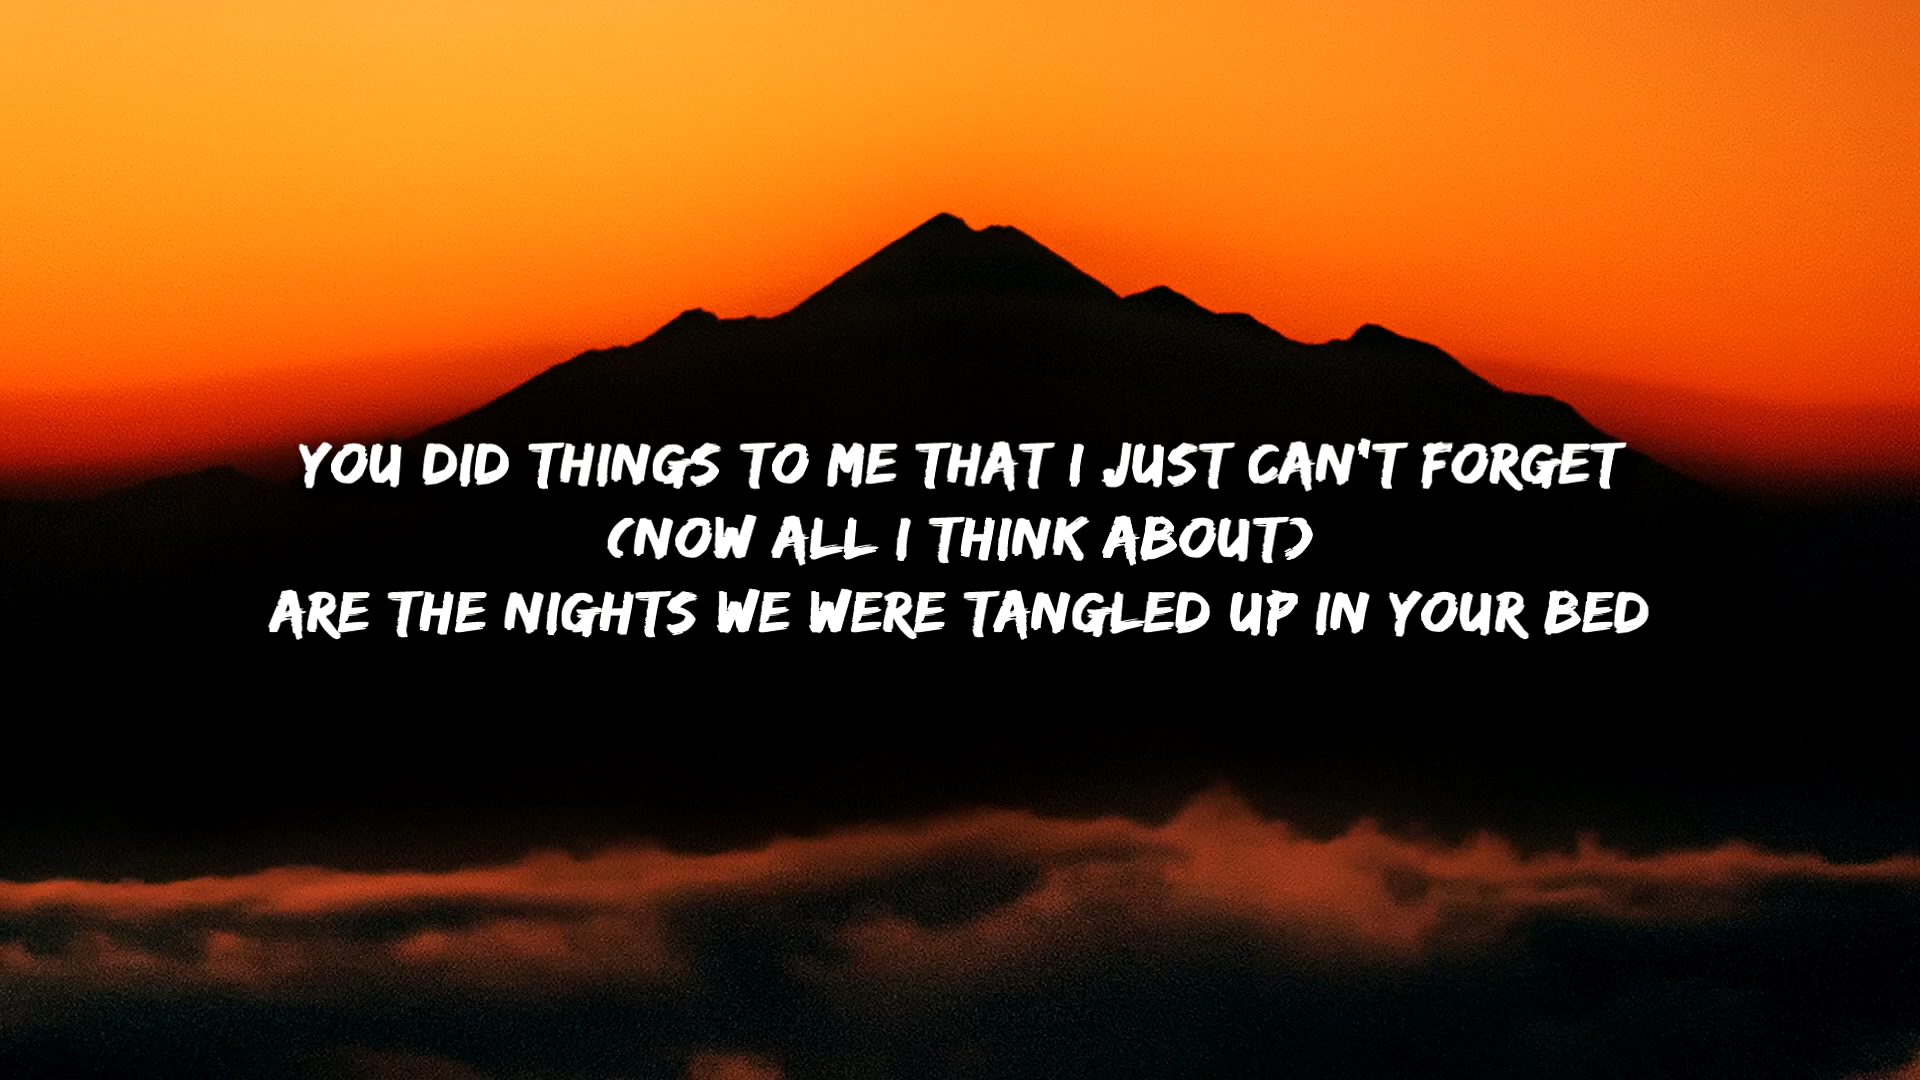 YOU DID THINGS TO ME THAT I JUST CAN'T FORGET
(NOW ALL I THINK ABOUT)
ARE THE NIGHTS WE WERE TANGLED UP IN YOUR BED